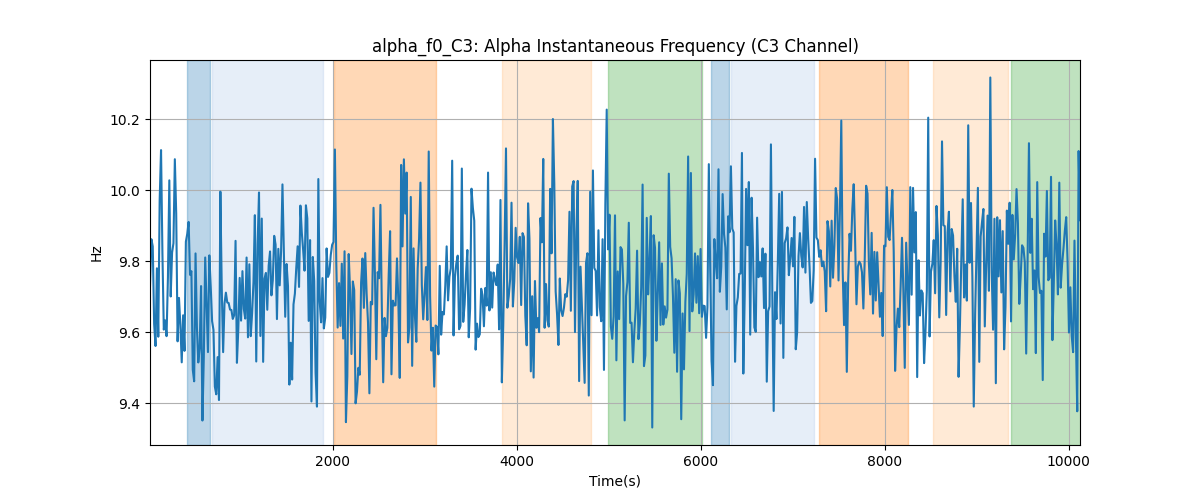 alpha_f0_C3: Alpha Instantaneous Frequency (C3 Channel)
Hz
10.2
10.0
9.8
9.6
9.4
2000 4000 6000 8000 10000
Time(s)